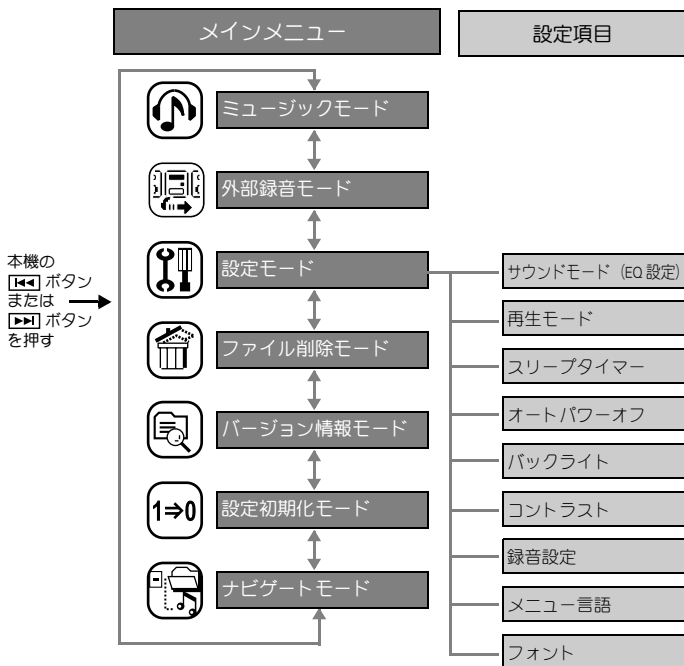 メインメニュー
設定項目
ミュージックモード
外部録音モード
設定モード
ファイル削除モード
バージョン情報モード
1⇒0
設定初期化モード
ナビゲートモード
本機の
ボタン
または
ボタン
を押す
サウンドモード（EQ 設定）
再生モード
スリープタイマー
オートパワーオフ
バックライト
コントラスト
録音設定
メニュー言語
フォント